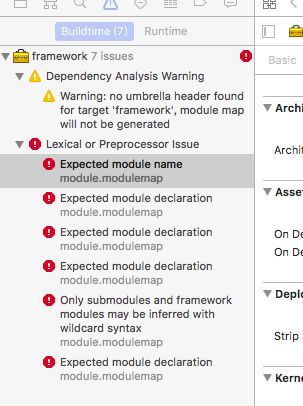 Buildtime (7) Runtime
framework 7 issues
Basic
Dependency Analysis Warning
Warning: no umbrella header found
for target 'framework', module map
will not be generated
Archi
Lexical or Preprocessor Issue
Archit
Expected module name
module.modulemap
Asset
Expected module declaration
module.modulemap
On De
Expected module declaration
On De
module.modulemap
Expected module declaration
module.modulemap
Deplo
Only submodules and framework
modules may be inferred with
wildcard syntax
Strip S
module.modulemap
Expected module declaration
module.modulemap
Kerne